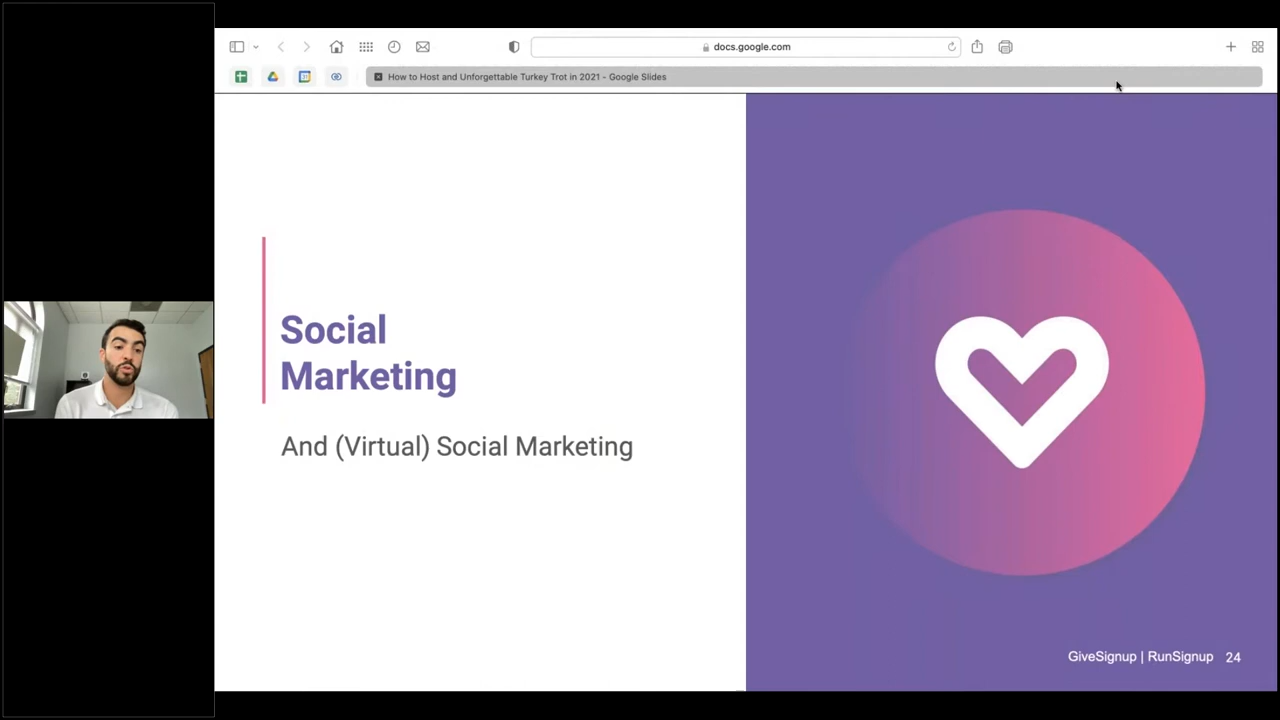 docs.google.com
How to Host and Unforgettable Turkey Trot in 2021 - Google Slides
Social
Marketing
And (Virtual) Social Marketing
GiveSignup | RunSignup 24